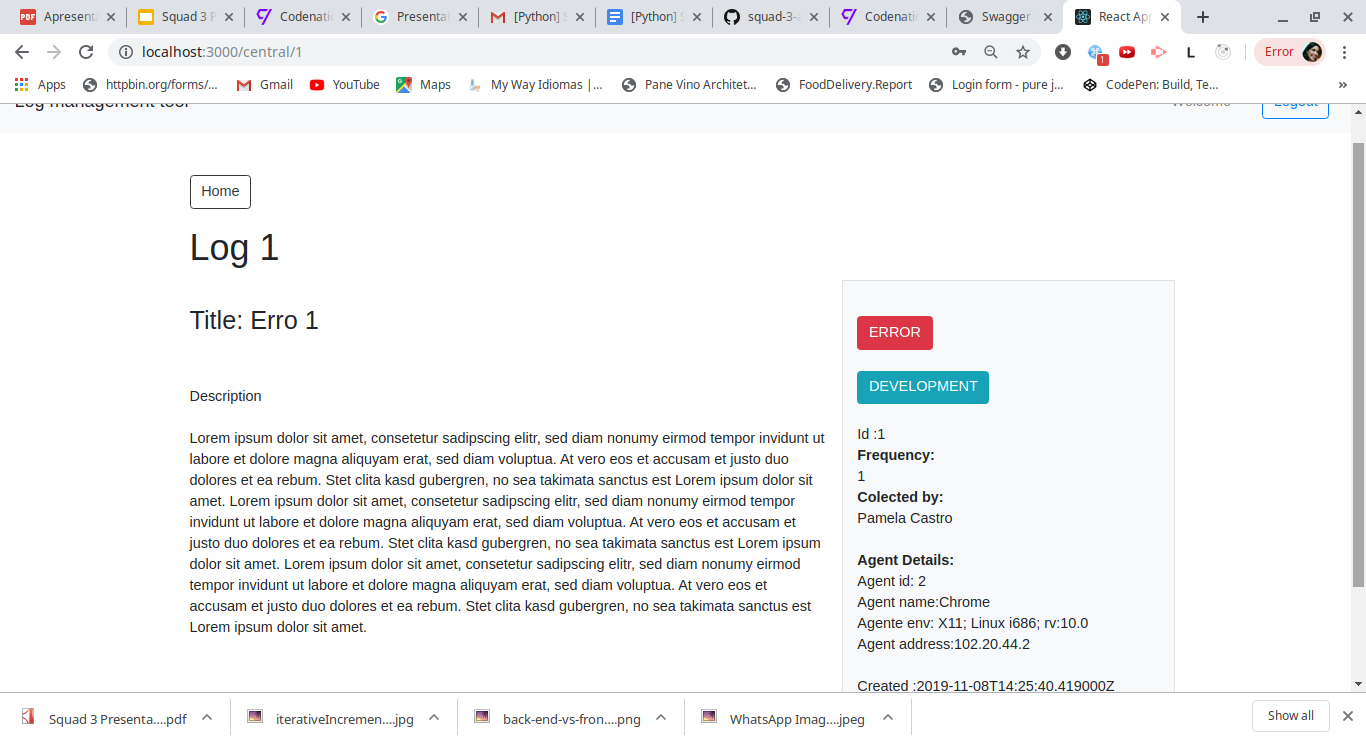 Apresenta
Squad 3 P
Codenatio
Presentat
[Python] S
[Python] S
squad-3-a
Codenatio
Swagger
React App
localhost:3000/central/1
Error
1
L
Apps
httpbin.org/forms/...
Gmail
YouTube
Maps
My Way Idiomas |...
Pane Vino Architet...
FoodDelivery.Report
Login form - pure j...
CodePen: Build, Te...
»
Log management tool
Welcome
Logout
Home
Log 1
Title: Erro 1
Description
Lorem ipsum dolor sit amet, consetetur sadipscing elitr, sed diam nonumy eirmod tempor invidunt ut
labore et dolore magna aliquyam erat, sed diam voluptua. At vero eos et accusam et justo duo
dolores et ea rebum. Stet clita kasd gubergren, no sea takimata sanctus est Lorem ipsum dolor sit
amet. Lorem ipsum dolor sit amet, consetetur sadipscing elitr, sed diam nonumy eirmod tempor
invidunt ut labore et dolore magna aliquyam erat, sed diam voluptua. At vero eos et accusam et
justo duo dolores et ea rebum. Stet clita kasd gubergren, no sea takimata sanctus est Lorem ipsum
dolor sit amet. Lorem ipsum dolor sit amet, consetetur sadipscing elitr, sed diam nonumy eirmod
tempor invidunt ut labore et dolore magna aliquyam erat, sed diam voluptua. At vero eos et
accusam et justo duo dolores et ea rebum. Stet clita kasd gubergren, no sea takimata sanctus est
Lorem ipsum dolor sit amet.
ERROR
DEVELOPMENT
Id :1
Frequency:
1
Colected by:
Pamela Castro
Agent Details:
Agent id: 2
Agent name:Chrome
Agente env: X11; Linux i686; rv:10.0
Agent address:102.20.44.2
Created :2019-11-08T14:25:40.419000Z
Squad 3 Presenta....pdf
iterativeIncremen....jpg
back-end-vs-fron....png
WhatsApp Imag....jpeg
Show all